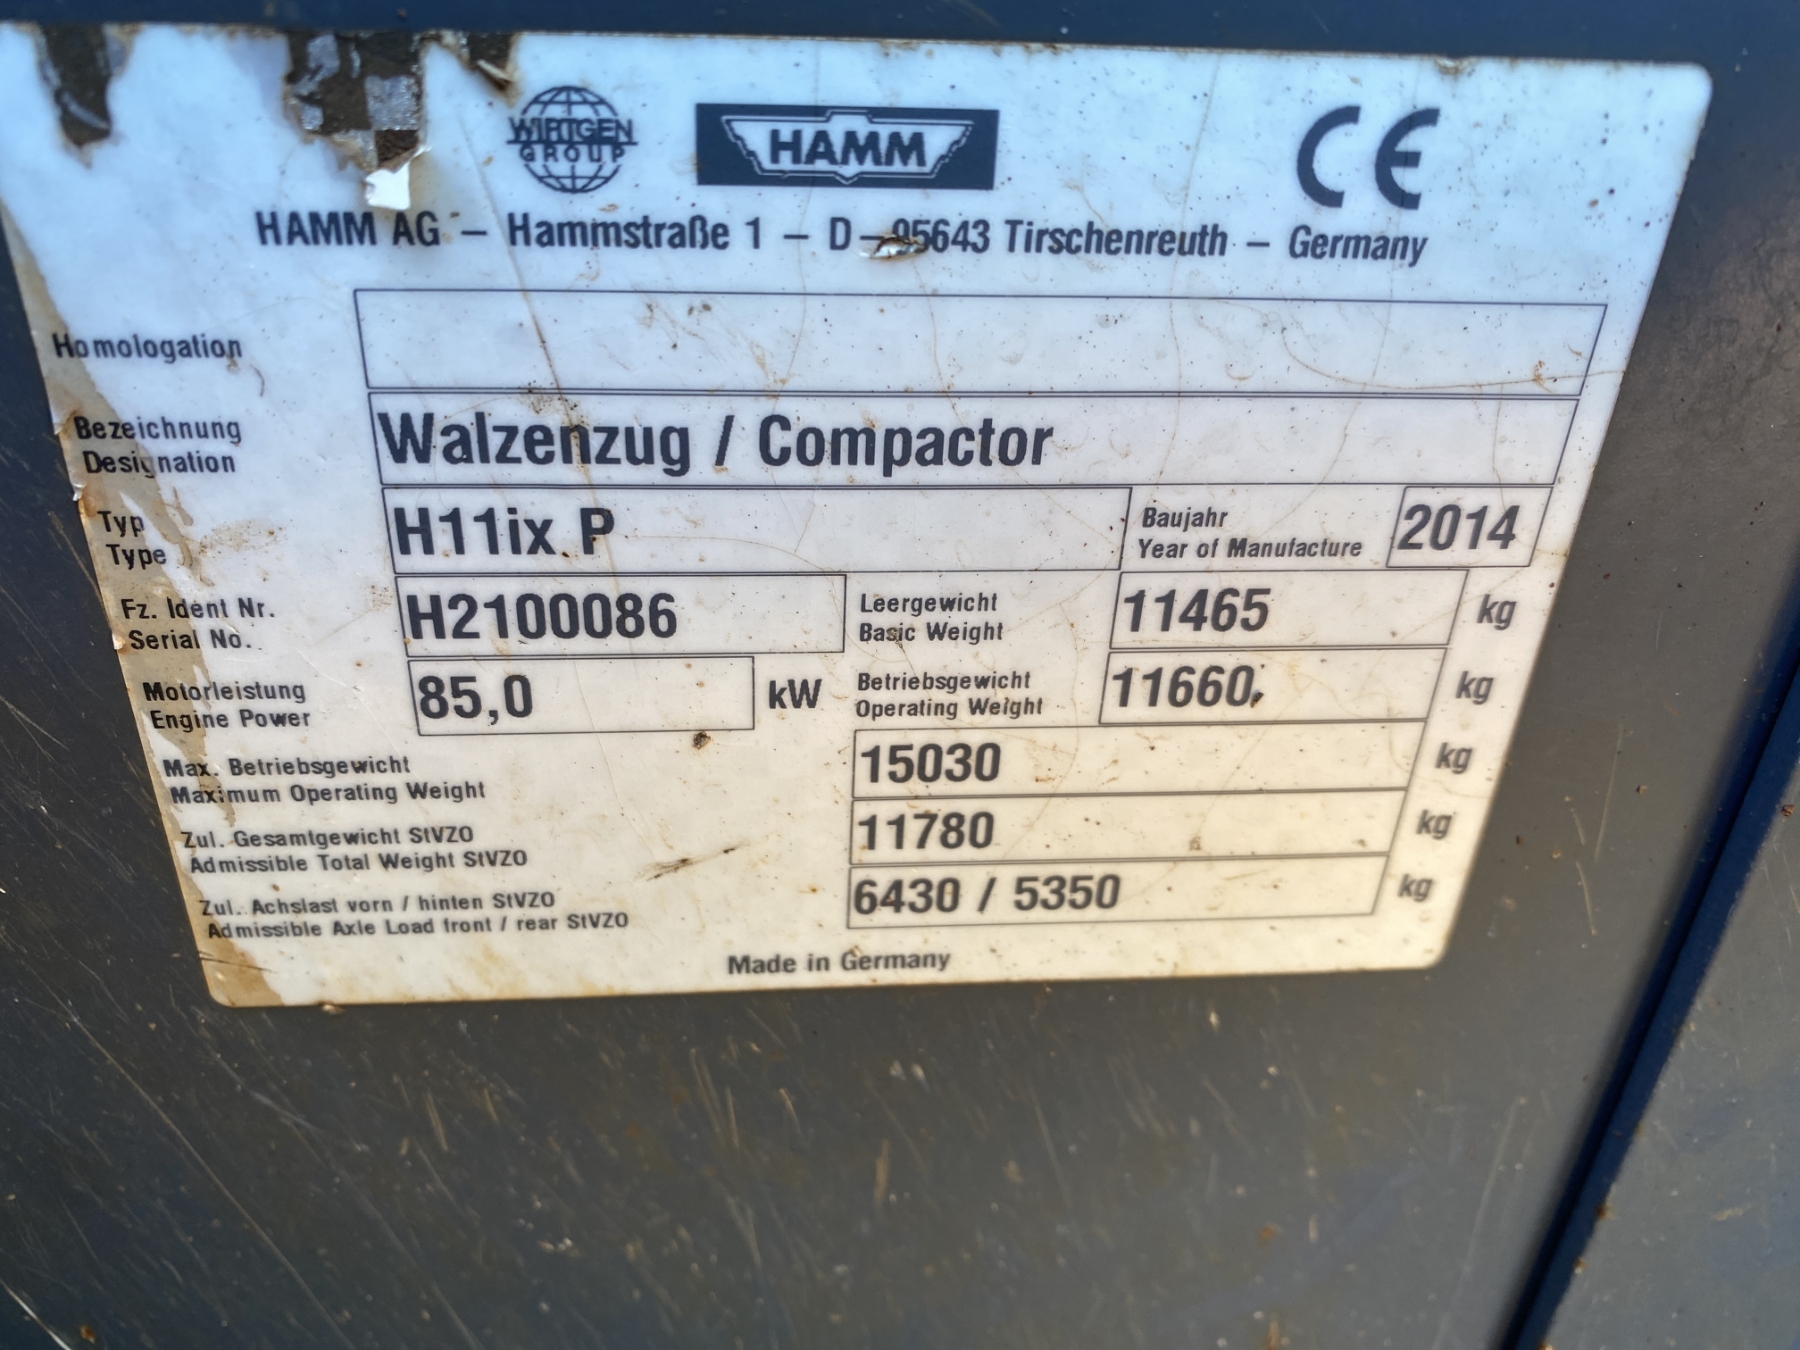 WIRTGEN
GROUP
HAMM
CE
HAMM AG – Hammstraße 1 – D–95643 Tirschenreuth – Germany
Homologation
Bezeichnung
Designation
Walzenzug / Compactor
Typ
Type
H11ix P
Baujahr
Year of Manufacture
2014
Fz. Ident Nr.
Serial No.
H2100086
Leergewicht
Basic Weight
11465 kg
Motorleistung
Engine Power
85,0 kW
Betriebsgewicht
Operating Weight
11660 kg
Max. Betriebsgewicht
Maximum Operating Weight
15030 kg
Zul. Gesamtgewicht StVZO
Admissible Total Weight StVZO
11780 kg
Zul. Achslast vorn / hinten StVZO
Admissible Axle Load front / rear StVZO
6430 / 5350 kg
Made in Germany